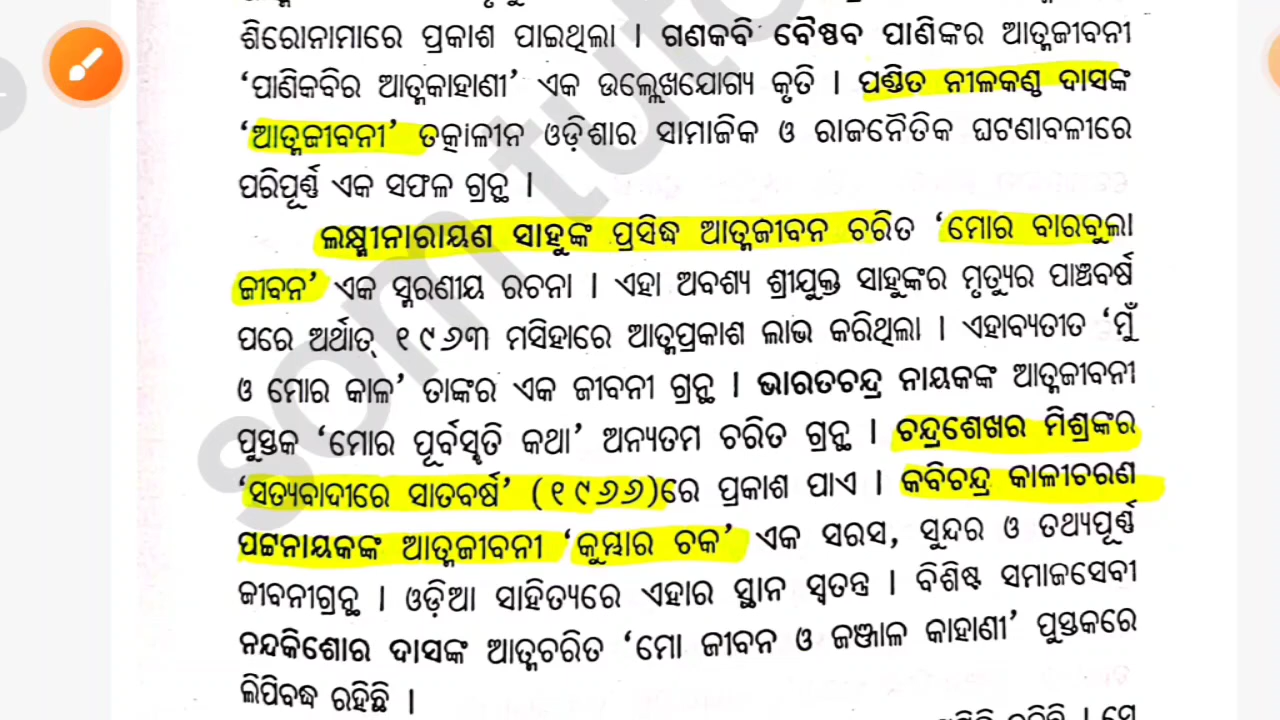 ଶିରୋନାମାରେ ପ୍ରକାଶ ପାଇଥିଲା । ଗଣକବି ବୈଷ୍ଣବ ପାଣିଙ୍କର ଆତ୍ମଜୀବନୀ
‘ପାଣିକବିର ଆତ୍ମକାହାଣୀ’ ଏକ ଉଲ୍ଲେଖଯୋଗ୍ୟ କୃତି । ପଣ୍ଡିତ ନୀଳକଣ୍ଠ ଦାସଙ୍କ
‘ଆତ୍ମଜୀବନୀ’ ତତ୍କାଳୀନ ଓଡ଼ିଶାର ସାମାଜିକ ଓ ରାଜନୈତିକ ଘଟଣାବଳୀରେ
ପରିପୂର୍ଣ୍ଣ ଏକ ସଫଳ ଗ୍ରନ୍ଥ ।
ଲକ୍ଷ୍ମୀନାରାୟଣ ସାହୁଙ୍କ ପ୍ରସିଦ୍ଧ ଆତ୍ମଜୀବନ ଚରିତ ‘ମୋର ବାରବୁଲା
ଜୀବନ’ ଏକ ସ୍ମରଣୀୟ ରଚନା । ଏହା ଅବଶ୍ୟ ଶ୍ରୀଯୁକ୍ତ ସାହୁଙ୍କର ମୃତ୍ୟୁର ପାଞ୍ଚବର୍ଷ
ପରେ ଅର୍ଥାତ୍ ୧୯୬୩ ମସିହାରେ ଆତ୍ମପ୍ରକାଶ ଲାଭ କରିଥିଲା । ଏହାବ୍ୟତୀତ ‘ମୁଁ
ଓ ମୋର କାଳ’ ତାଙ୍କର ଏକ ଜୀବନୀ ଗ୍ରନ୍ଥ । ଭାରତଚନ୍ଦ୍ର ନାୟକଙ୍କ ଆତ୍ମଜୀବନୀ
ପୁସ୍ତକ ‘ମୋର ପୂର୍ବସ୍ମୃତି କଥା’ ଅନ୍ୟତମ ଚରିତ ଗ୍ରନ୍ଥ । ଚନ୍ଦ୍ରଶେଖର ମିଶ୍ରଙ୍କର
‘ସତ୍ୟବାଦୀରେ ସାତବର୍ଷ’ (୧୯୬୬)ରେ ପ୍ରକାଶ ପାଏ । କବିଚନ୍ଦ୍ର କାଳୀଚରଣ
ପଟ୍ଟନାୟକଙ୍କ ଆତ୍ମଜୀବନୀ ‘କୁମ୍ଭାର ଚକ’ ଏକ ସରସ, ସୁନ୍ଦର ଓ ତଥ୍ୟପୂର୍ଣ୍ଣ
ଜୀବନୀଗ୍ରନ୍ଥ । ଓଡ଼ିଆ ସାହିତ୍ୟରେ ଏହାର ସ୍ଥାନ ସ୍ୱତନ୍ତ୍ର । ବିଶିଷ୍ଟ ସମାଜସେବୀ
ନନ୍ଦକିଶୋର ଦାସଙ୍କ ଆତ୍ମଚରିତ ‘ମୋ ଜୀବନ ଓ ଜଞ୍ଜାଳ କାହାଣୀ’ ପୁସ୍ତକରେ
ଲିପିବଦ୍ଧ ରହିଛି ।